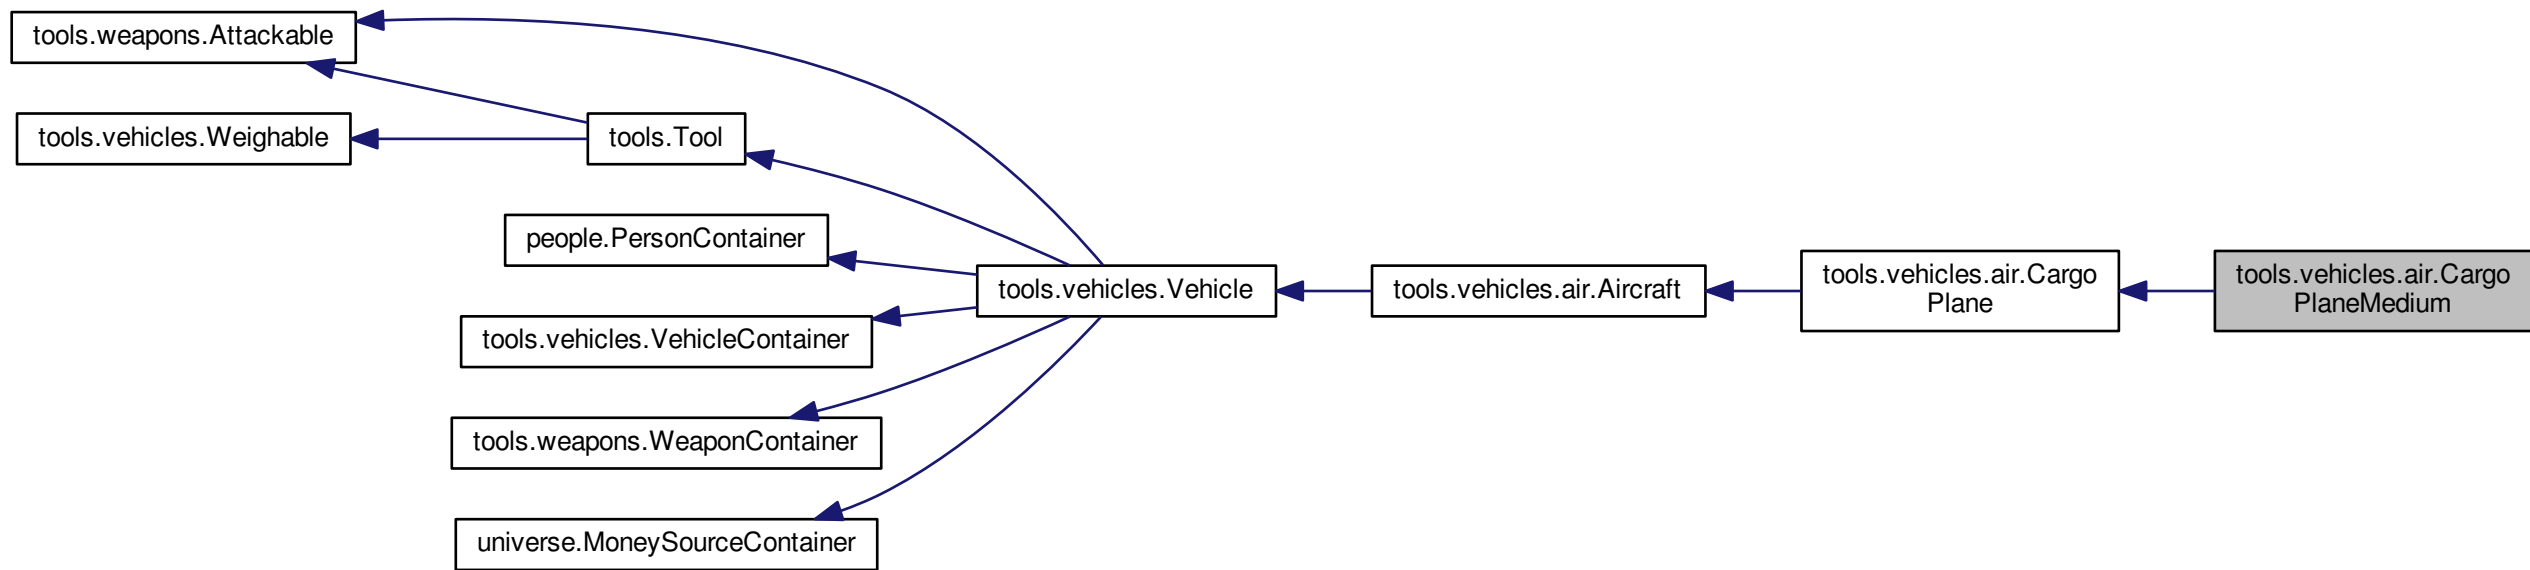 tools.weapons.Attackable
tools.vehicles.Weighable
tools.Tool
people.PersonContainer
tools.vehicles.VehicleContainer
tools.weapons.WeaponContainer
universe.MoneySourceContainer
tools.vehicles.Vehicle
tools.vehicles.air.Aircraft
tools.vehicles.air.Cargo
Plane
tools.vehicles.air.Cargo
PlaneMedium